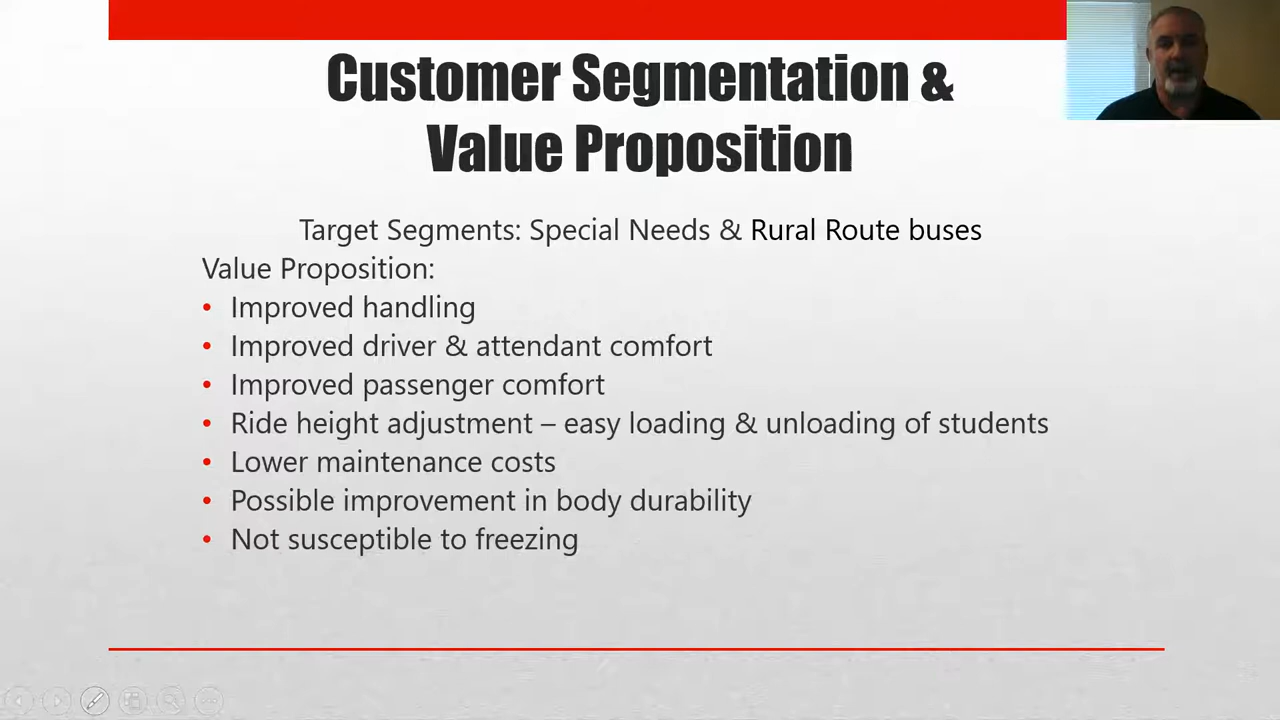 Customer Segmentation &
Value Proposition
Target Segments: Special Needs & Rural Route buses
Value Proposition:
• Improved handling
• Improved driver & attendant comfort
• Improved passenger comfort
• Ride height adjustment – easy loading & unloading of students
• Lower maintenance costs
• Possible improvement in body durability
• Not susceptible to freezing